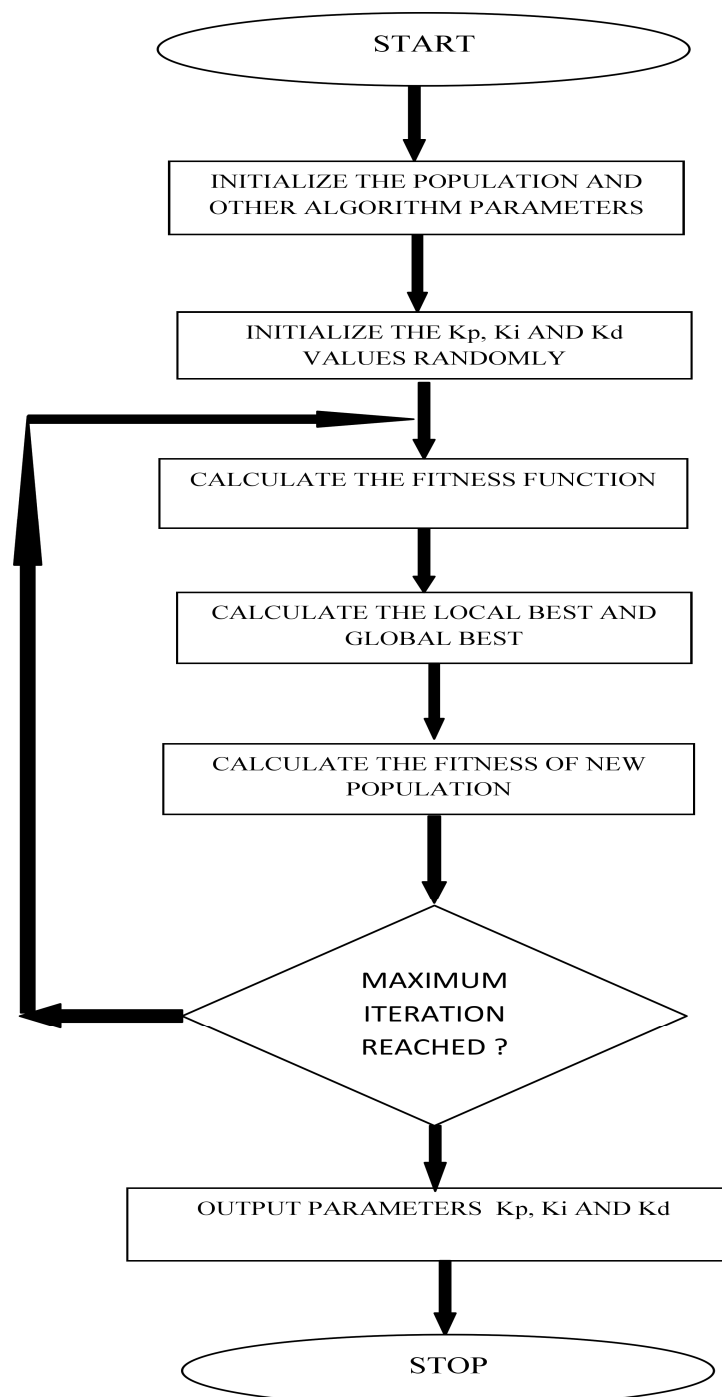 START
INITIALIZE THE POPULATION AND
OTHER ALGORITHM PARAMETERS
INITIALIZE THE Kp, Ki AND Kd
VALUES RANDOMLY
CALCULATE THE FITNESS FUNCTION
CALCULATE THE LOCAL BEST AND
GLOBAL BEST
CALCULATE THE FITNESS OF NEW
POPULATION
MAXIMUM
ITERATION
REACHED ?
OUTPUT PARAMETERS Kp, Ki AND Kd
STOP